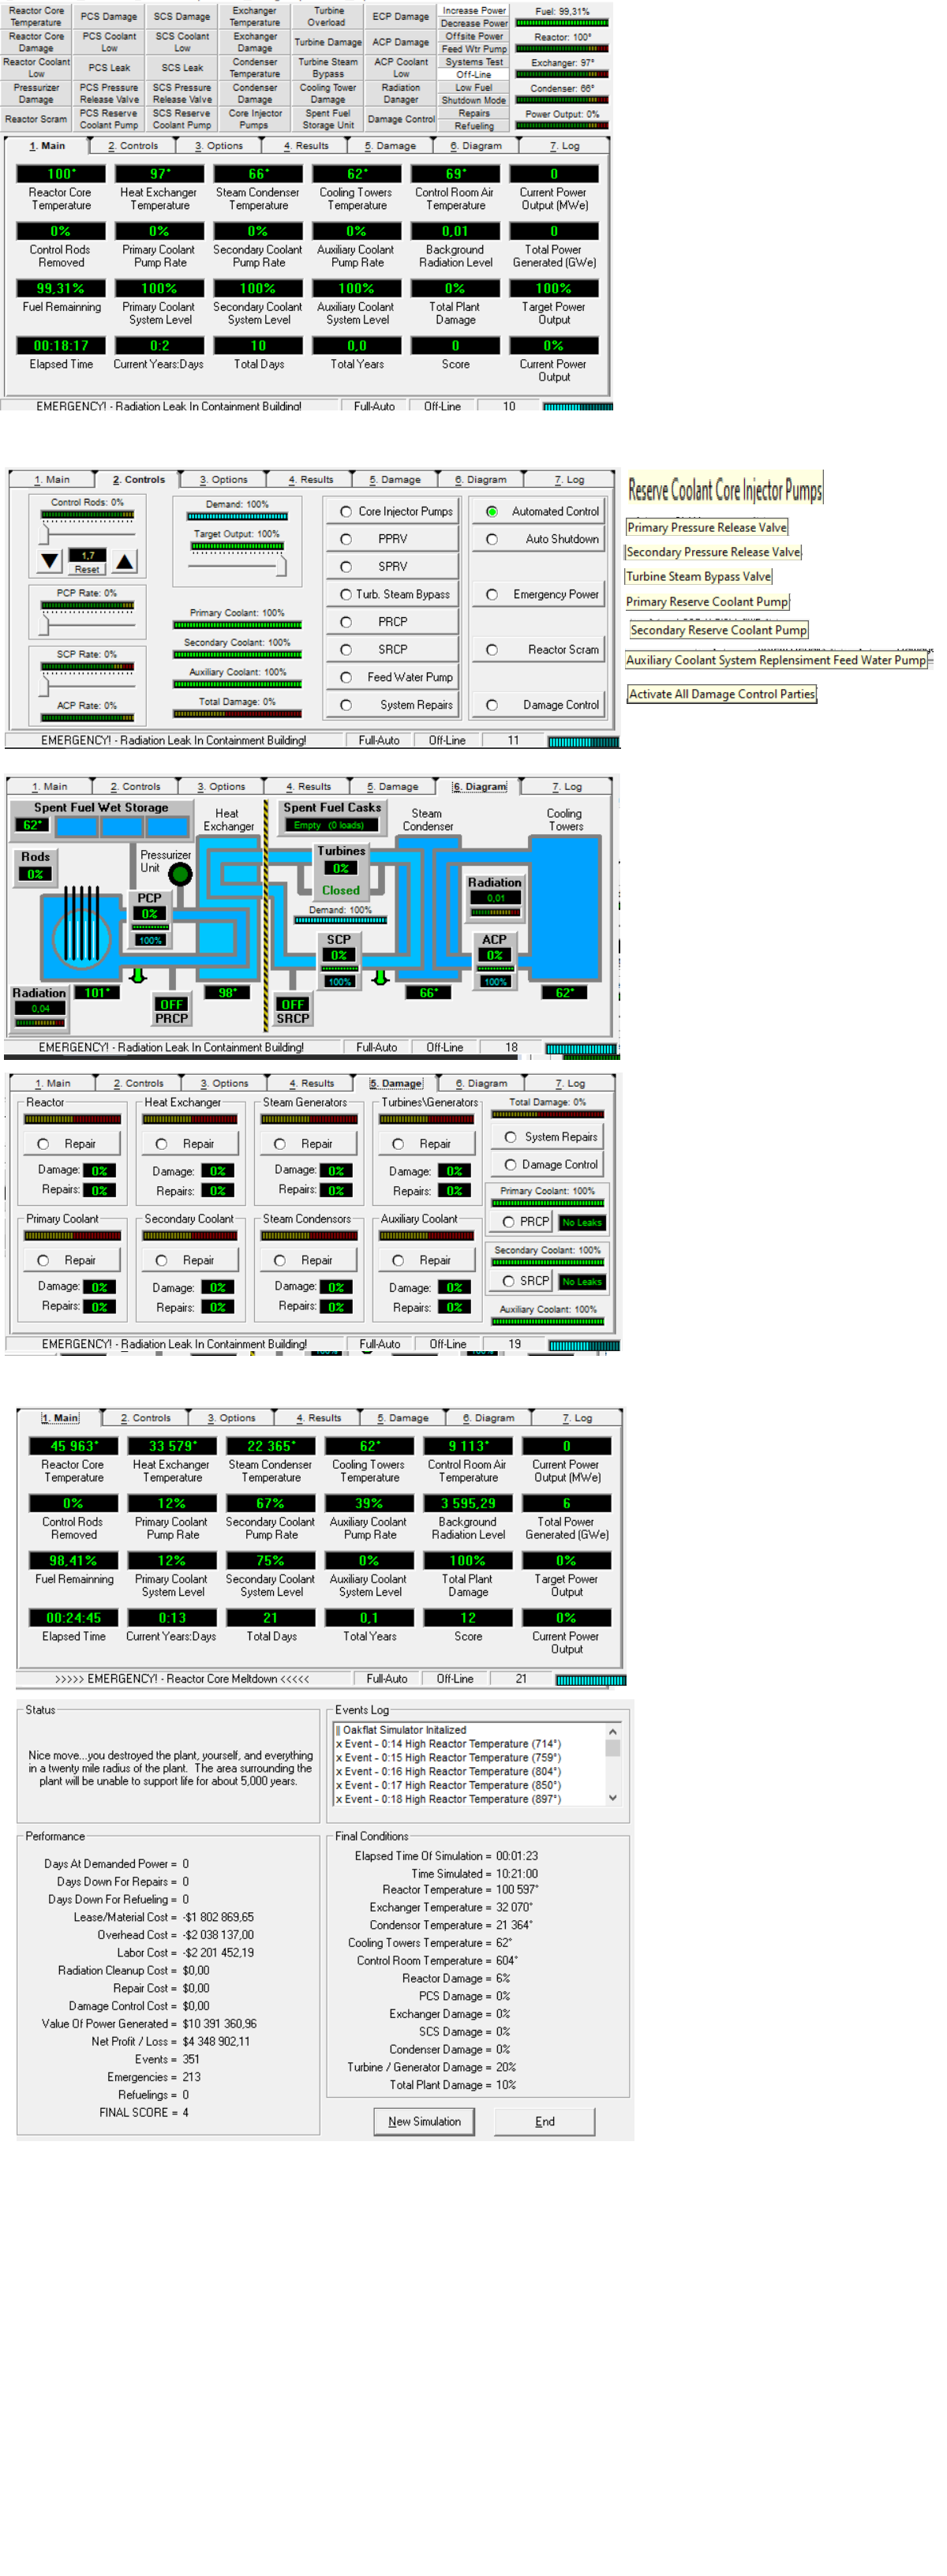 Reactor Core Temperature
PCS Damage
SCS Damage
Exchanger Temperature
Turbine Overload
ECP Damage
Increase Power
Decrease Power
Fuel: 99,31%
Reactor Core Damage
PCS Coolant Low
SCS Coolant Low
Exchanger Damage
Turbine Damage
ACP Damage
Offsite Power
Feed Wtr Pump
Reactor: 100°
Reactor Coolant Low
PCS Leak
SCS Leak
Condenser Temperature
Turbine Steam Bypass
ACP Coolant Low
Systems Test
Off-Line
Exchanger: 97°
Pressurizer Damage
PCS Pressure Release Valve
SCS Pressure Release Valve
Condenser Damage
Cooling Tower Damage
Radiation Danager
Low Fuel
Shutdown Mode
Condenser: 66°
Reactor Scram
PCS Reserve Coolant Pump
SCS Reserve Coolant Pump
Core Injector Pumps
Spent Fuel Storage Unit
Damage Control
Repairs
Refueling
Power Output: 0%
1. Main 2. Controls 3. Options 4. Results 5. Damage 6. Diagram 7. Log
100° 97° 66° 62° 69° 0
Reactor Core Temperature
Heat Exchanger Temperature
Steam Condenser Temperature
Cooling Towers Temperature
Control Room Air Temperature
Current Power Output (MWe)
0% 0% 0% 0% 0,01 0
Control Rods Removed
Primary Coolant Pump Rate
Secondary Coolant Pump Rate
Auxiliary Coolant Pump Rate
Background Radiation Level
Total Power Generated (GWe)
99,31% 100% 100% 100% 0% 100%
Fuel Remainning
Primary Coolant System Level
Secondary Coolant System Level
Auxiliary Coolant System Level
Total Plant Damage
Target Power Output
00:18:17 0:2 10 0,0 0 0%
Elapsed Time
Current Years:Days
Total Days
Total Years
Score
Current Power Output
EMERGENCY! - Radiation Leak In Containment Building! Full-Auto Off-Line 10
1. Main 2. Controls 3. Options 4. Results 5. Damage 6. Diagram 7. Log
Control Rods: 0%
1,7
Reset
PCP Rate: 0%
SCP Rate: 0%
ACP Rate: 0%
Demand: 100%
Target Output: 100%
Primary Coolant: 100%
Secondary Coolant: 100%
Auxiliary Coolant: 100%
Total Damage: 0%
Core Injector Pumps
PPRV
SPRV
Turb. Steam Bypass
PRCP
SRCP
Feed Water Pump
System Repairs
Automated Control
Auto Shutdown
Emergency Power
Reactor Scram
Damage Control
EMERGENCY! - Radiation Leak In Containment Building! Full-Auto Off-Line 11
Reserve Coolant Core Injector Pumps
Primary Pressure Release Valve
Secondary Pressure Release Valve
Turbine Steam Bypass Valve
Primary Reserve Coolant Pump
Secondary Reserve Coolant Pump
Auxiliary Coolant System Replensiment Feed Water Pump
Activate All Damage Control Parties
1. Main 2. Controls 3. Options 4. Results 5. Damage 6. Diagram 7. Log
Spent Fuel Wet Storage
62°
Heat Exchanger
Spent Fuel Casks
Empty (0 loads)
Steam Condenser
Cooling Towers
Rods
0%
Pressurizer Unit
PCP
0%
100%
Turbines
0%
Closed
Demand: 100%
Radiation
0,01
SCP
0%
100%
ACP
0%
100%
Radiation
0,04
101°
OFF
PRCP
98°
OFF
SRCP
66°
62°
EMERGENCY! - Radiation Leak In Containment Building! Full-Auto Off-Line 18
1. Main 2. Controls 3. Options 4. Results 5. Damage 6. Diagram 7. Log
Reactor
Repair
Damage: 0%
Repairs: 0%
Heat Exchanger
Repair
Damage: 0%
Repairs: 0%
Steam Generators
Repair
Damage: 0%
Repairs: 0%
Turbines\Generators
Repair
Damage: 0%
Repairs: 0%
Total Damage: 0%
System Repairs
Damage Control
Primary Coolant: 100%
PRCP No Leaks
Secondary Coolant: 100%
SRCP No Leaks
Auxiliary Coolant: 100%
Primary Coolant
Repair
Damage: 0%
Repairs: 0%
Secondary Coolant
Repair
Damage: 0%
Repairs: 0%
Steam Condensors
Repair
Damage: 0%
Repairs: 0%
Auxiliary Coolant
Repair
Damage: 0%
Repairs: 0%
EMERGENCY! - Radiation Leak In Containment Building! Full-Auto Off-Line 19
1. Main 2. Controls 3. Options 4. Results 5. Damage 6. Diagram 7. Log
45 963° 33 579° 22 365° 62° 9 113° 0
Reactor Core Temperature
Heat Exchanger Temperature
Steam Condenser Temperature
Cooling Towers Temperature
Control Room Air Temperature
Current Power Output (MWe)
0% 12% 67% 39% 3 595,29 6
Control Rods Removed
Primary Coolant Pump Rate
Secondary Coolant Pump Rate
Auxiliary Coolant Pump Rate
Background Radiation Level
Total Power Generated (GWe)
98,41% 12% 75% 0% 100% 0%
Fuel Remainning
Primary Coolant System Level
Secondary Coolant System Level
Auxiliary Coolant System Level
Total Plant Damage
Target Power Output
00:24:45 0:13 21 0,1 12 0%
Elapsed Time
Current Years:Days
Total Days
Total Years
Score
Current Power Output
>>>>> EMERGENCY! - Reactor Core Meltdown <<<<< Full-Auto Off-Line 21
Status
Nice move...you destroyed the plant, yourself, and everything
in a twenty mile radius of the plant. The area surrounding the
plant will be unable to support life for about 5,000 years.
Events Log
|| Oakflat Simulator Initalized
x Event - 0:14 High Reactor Temperature (714°)
x Event - 0:15 High Reactor Temperature (759°)
x Event - 0:16 High Reactor Temperature (804°)
x Event - 0:17 High Reactor Temperature (850°)
x Event - 0:18 High Reactor Temperature (897°)
Performance
Days At Demanded Power = 0
Days Down For Repairs = 0
Days Down For Refueling = 0
Lease/Material Cost = -$1 802 869,65
Overhead Cost = -$2 038 137,00
Labor Cost = -$2 201 452,19
Radiation Cleanup Cost = $0,00
Repair Cost = $0,00
Damage Control Cost = $0,00
Value Of Power Generated = $10 391 360,96
Net Profit / Loss = $4 348 902,11
Events = 351
Emergencies = 213
Refuelings = 0
FINAL SCORE = 4
Final Conditions
Elapsed Time Of Simulation = 00:01:23
Time Simulated = 10:21:00
Reactor Temperature = 100 597°
Exchanger Temperature = 32 070°
Condensor Temperature = 21 364°
Cooling Towers Temperature = 62°
Control Room Temperature = 604°
Reactor Damage = 6%
PCS Damage = 0%
Exchanger Damage = 0%
SCS Damage = 0%
Condenser Damage = 0%
Turbine / Generator Damage = 20%
Total Plant Damage = 10%
New Simulation
End